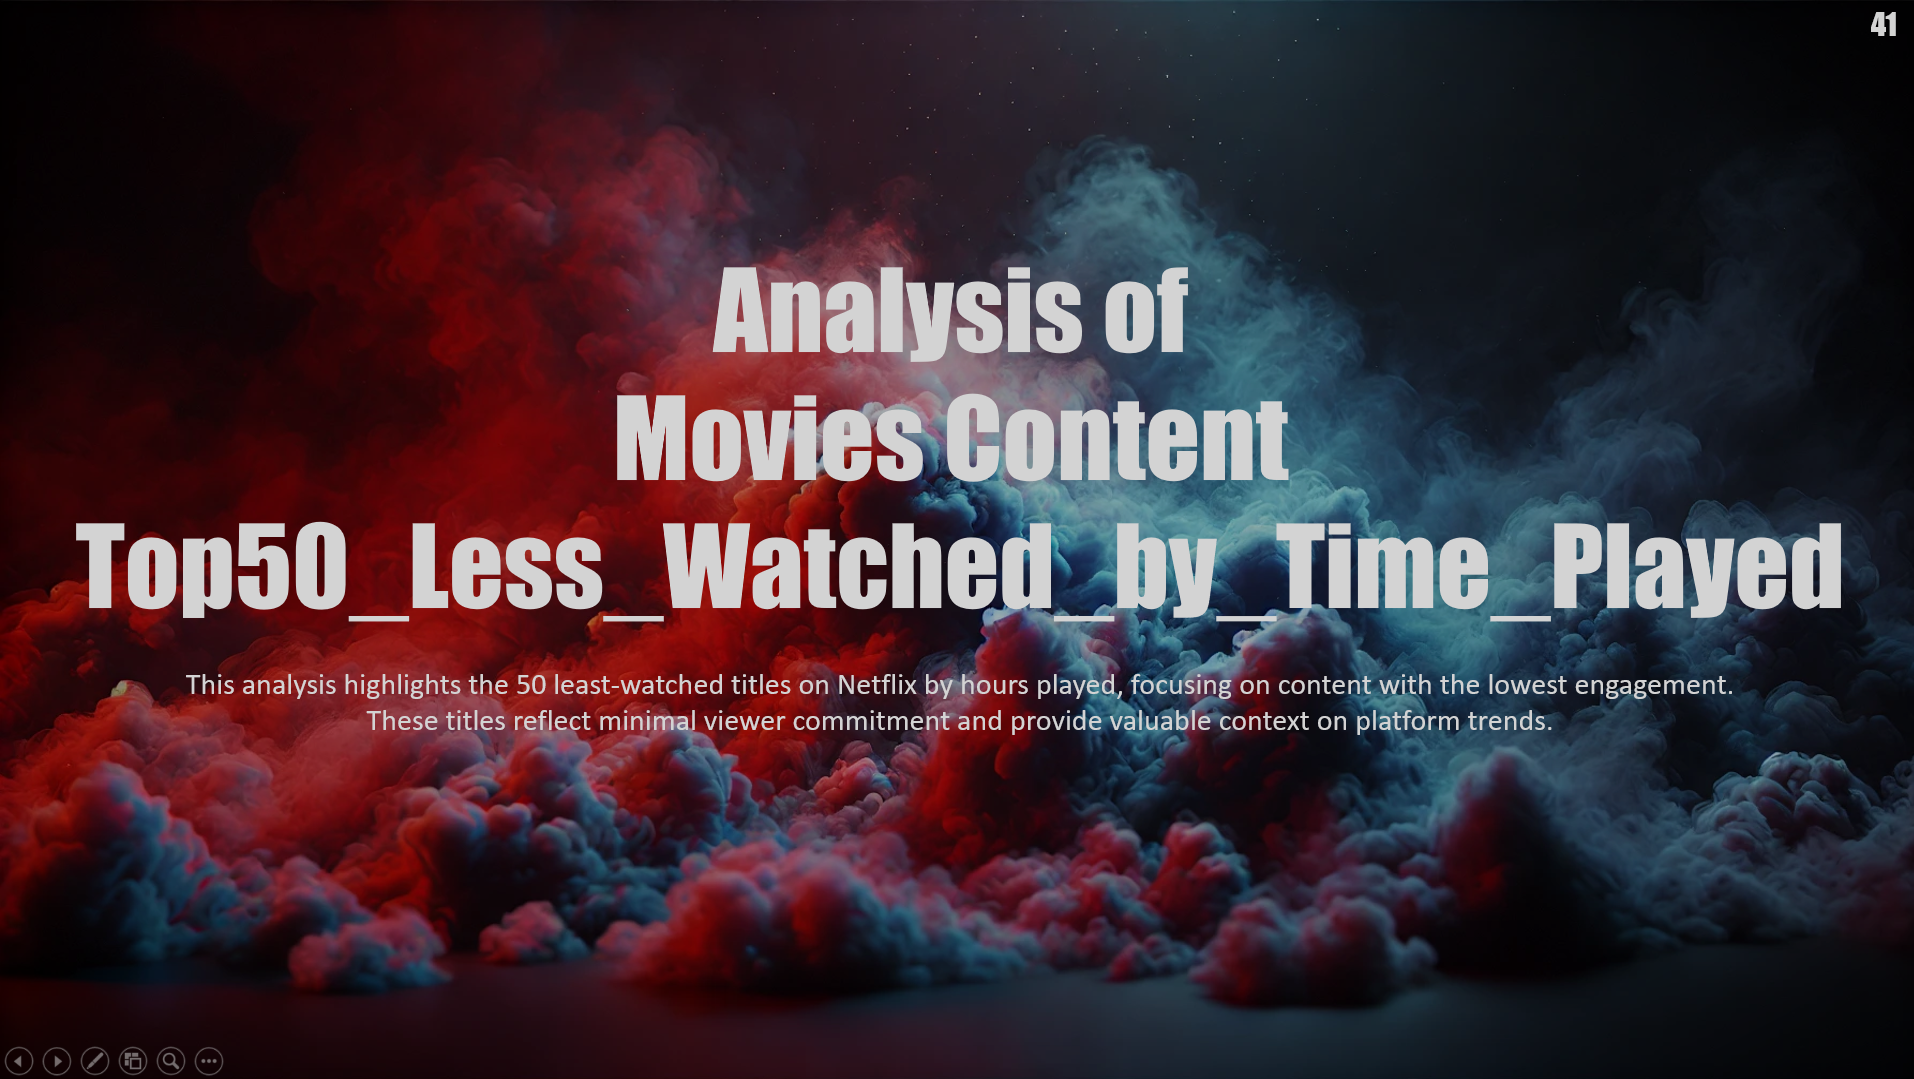 41
Analysis of
Movies Content
Top50_Less_Watched_by_Time_Played
This analysis highlights the 50 least-watched titles on Netflix by hours played, focusing on content with the lowest engagement.
These titles reflect minimal viewer commitment and provide valuable context on platform trends.